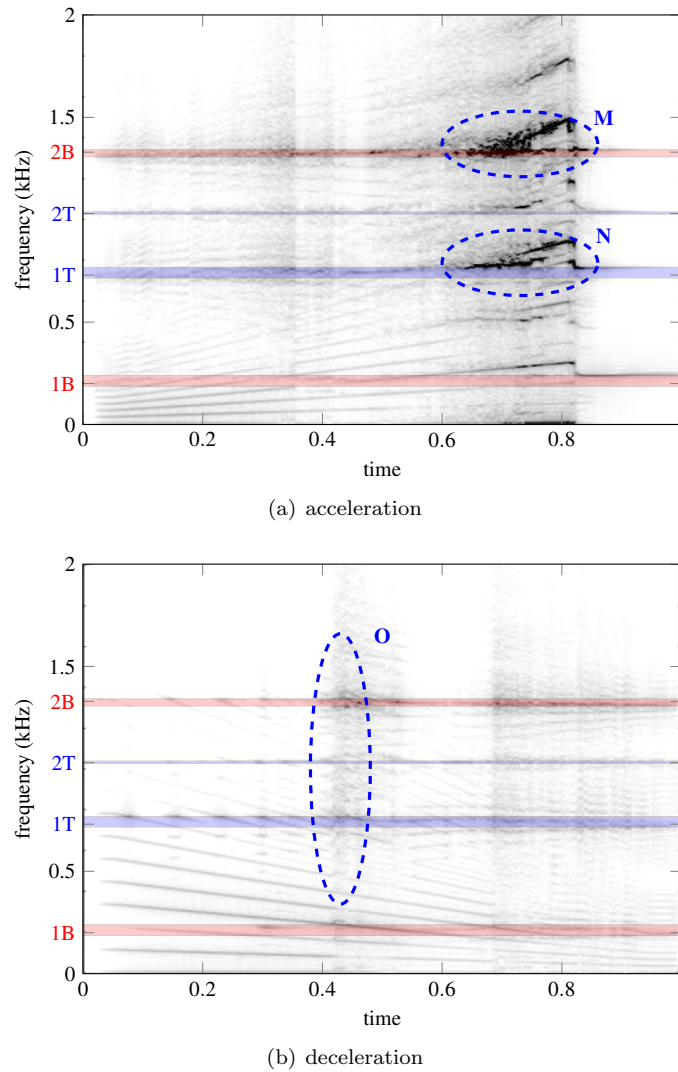 2
1.5
M
2B
2T
N
1T
0.5
1B
0
frequency (kHz)
0 0.2 0.4 0.6 0.8
time
(a) acceleration
2
O
1.5
2B
2T
1T
0.5
1B
0
frequency (kHz)
0 0.2 0.4 0.6 0.8
time
(b) deceleration